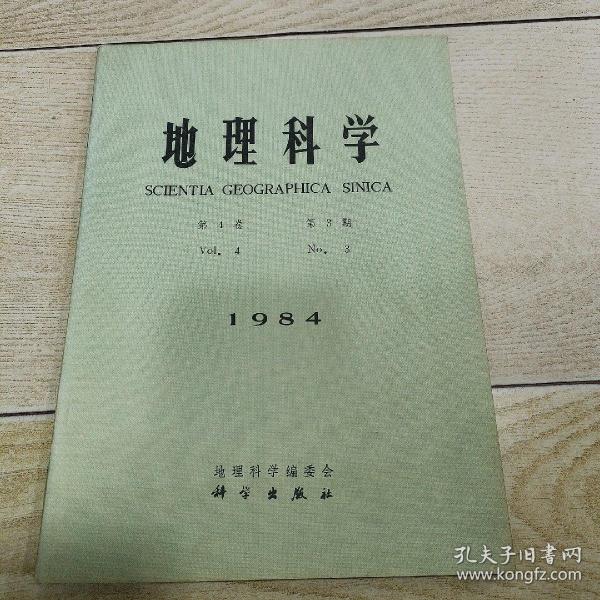 地理科学
SCIENTIA GEOGRAPHICA SINICA
第 4 卷 第 3 期
Vol. 4 No. 3
1984
地理科学编委会
科学出版社
孔夫子旧书网
www.kongfz.com